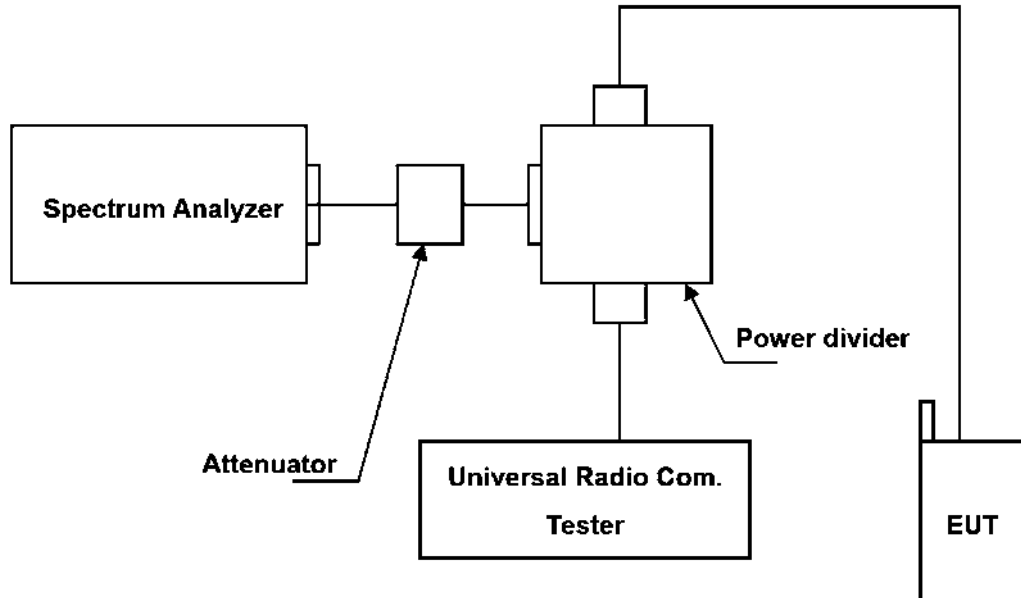 Spectrum Analyzer
Power divider
Attenuator
Universal Radio Com.
Tester
EUT